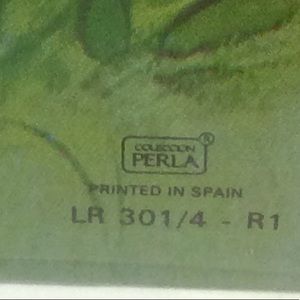 COLECCION ®
PERLA
PRINTED IN SPAIN
LR 301/4 - R1